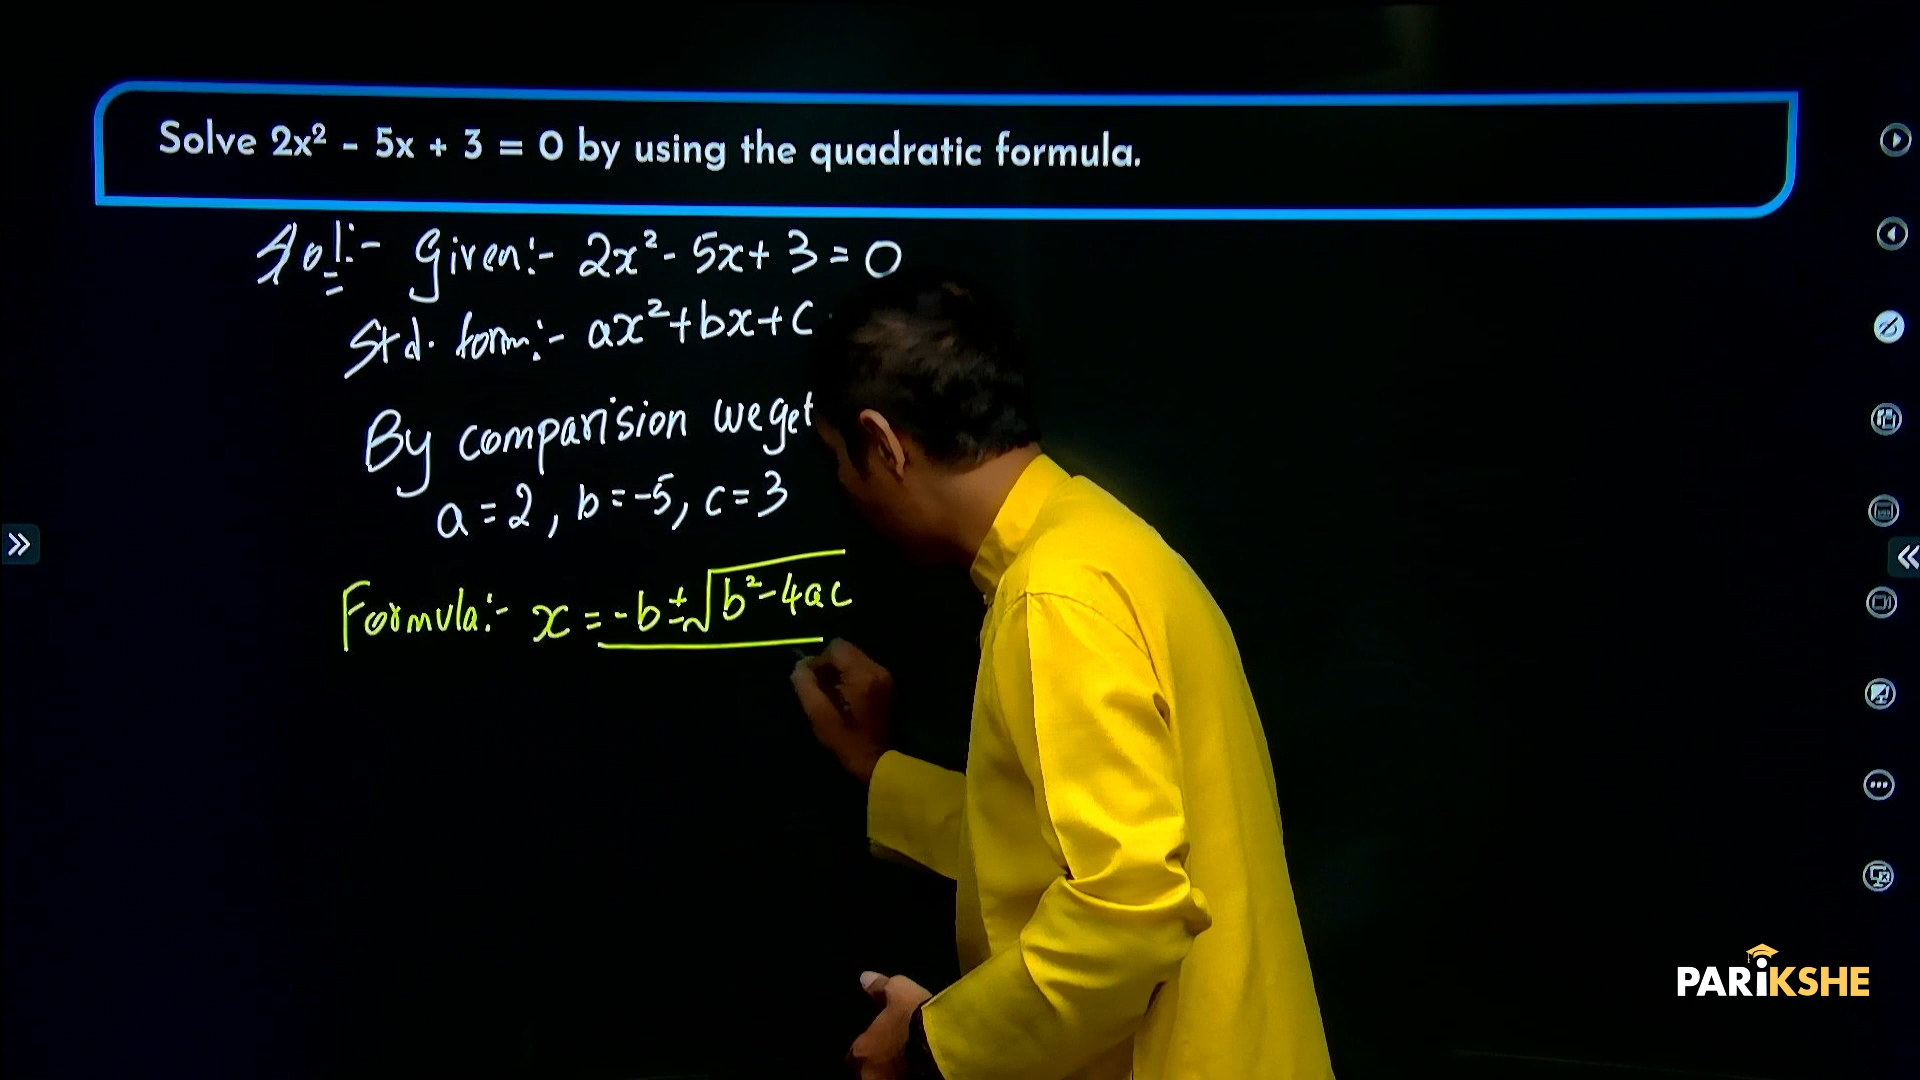 Solve 2x² - 5x + 3 = 0 by using the quadratic formula.
Sol:- Given:- 2x² - 5x + 3 = 0
Std. form:- ax² + bx + c
By comparision we get
a = 2, b = -5, c = 3
Formula:- x = -b ± √b² - 4ac
PARiKSHE